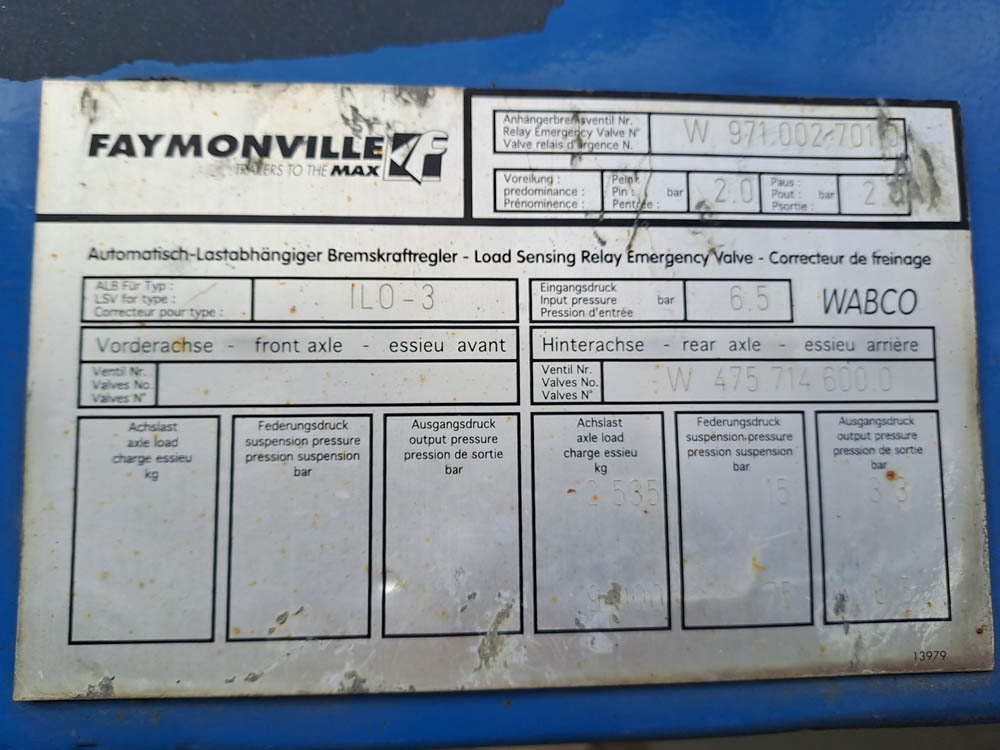 FAYMONVILLE
TRAILERS TO THE MAX
Anhängerbremsventil Nr.
Relay Emergency Valve N°
Valve relais d'urgence N.
W 971.002.701.0
Voreilung :
predominance :
Prénominence :
Pein :
Pin : bar
Pentrée :
2.0
Paus :
Pout : bar
Psortie :
Automatisch-Lastabhängiger Bremskraftregler - Load Sensing Relay Emergency Valve - Correcteur de freinage
ALB Für Typ :
LSV for type :
Correcteur pour type :
ILO-3
Eingangsdruck
Input pressure bar
Pression d'entrée
6.5
WABCO
Vorderachse - front axle - essieu avant
Hinterachse - rear axle - essieu arrière
Ventil Nr.
Valves No.
Valves N°
Ventil Nr.
Valves No.
Valves N°
W 475 714 600.0
Achslast
axle load
charge essieu
kg
Federungsdruck
suspension pressure
pression suspension
bar
Ausgangsdruck
output pressure
pression de sortie
bar
Achslast
axle load
charge essieu
kg
2 535
Federungsdruck
suspension pressure
pression suspension
bar
15
Ausgangsdruck
output pressure
pression de sortie
bar
3.3
13979